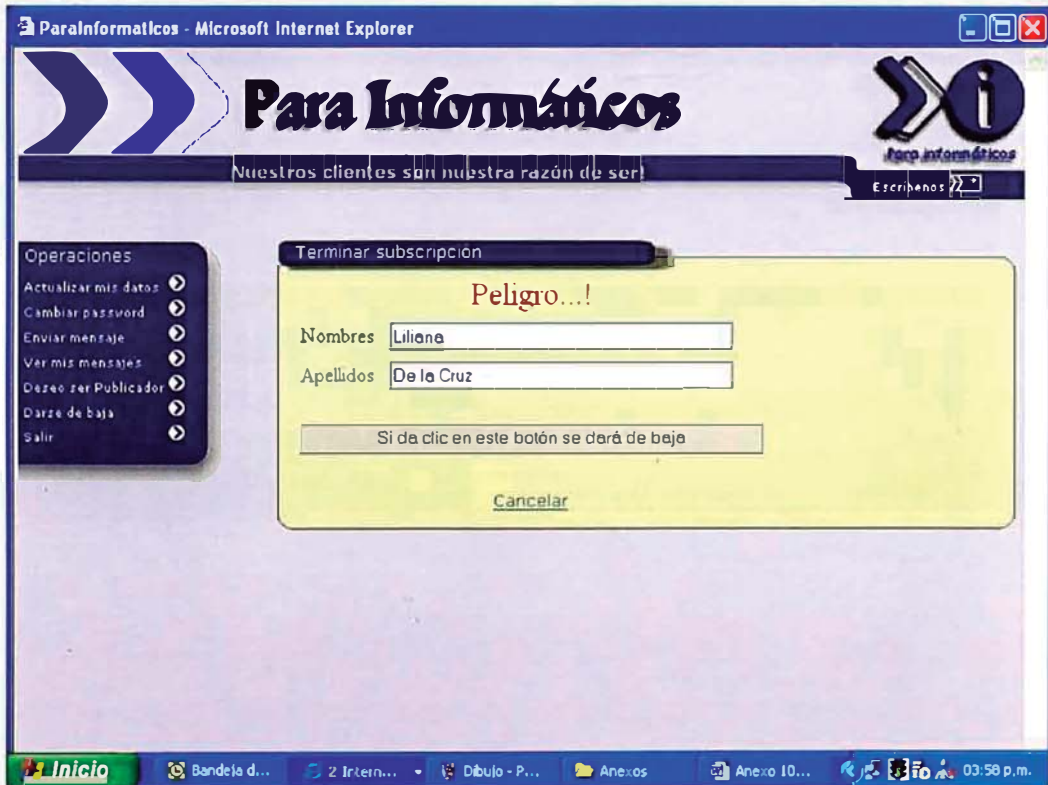 ParaInformaticos - Microsoft Internet Explorer
Para Informáticos
Para informáticos
Nuestros clientes son nuestra razón de ser!
Escribenos
Operaciones
Actualizar mis datos
Cambiar password
Enviar mensaje
Ver mis mensajes
Deseo ser Publicador
Darse de baja
Salir
Terminar subscripción
Peligro...!
Nombres Liliana
Apellidos De la Cruz
Si da clic en este botón se dará de baja
Cancelar
Inicio
Bandeja d...
2 Intern...
Dibujo - P...
Anexos
Anexo 10...
03:58 p.m.